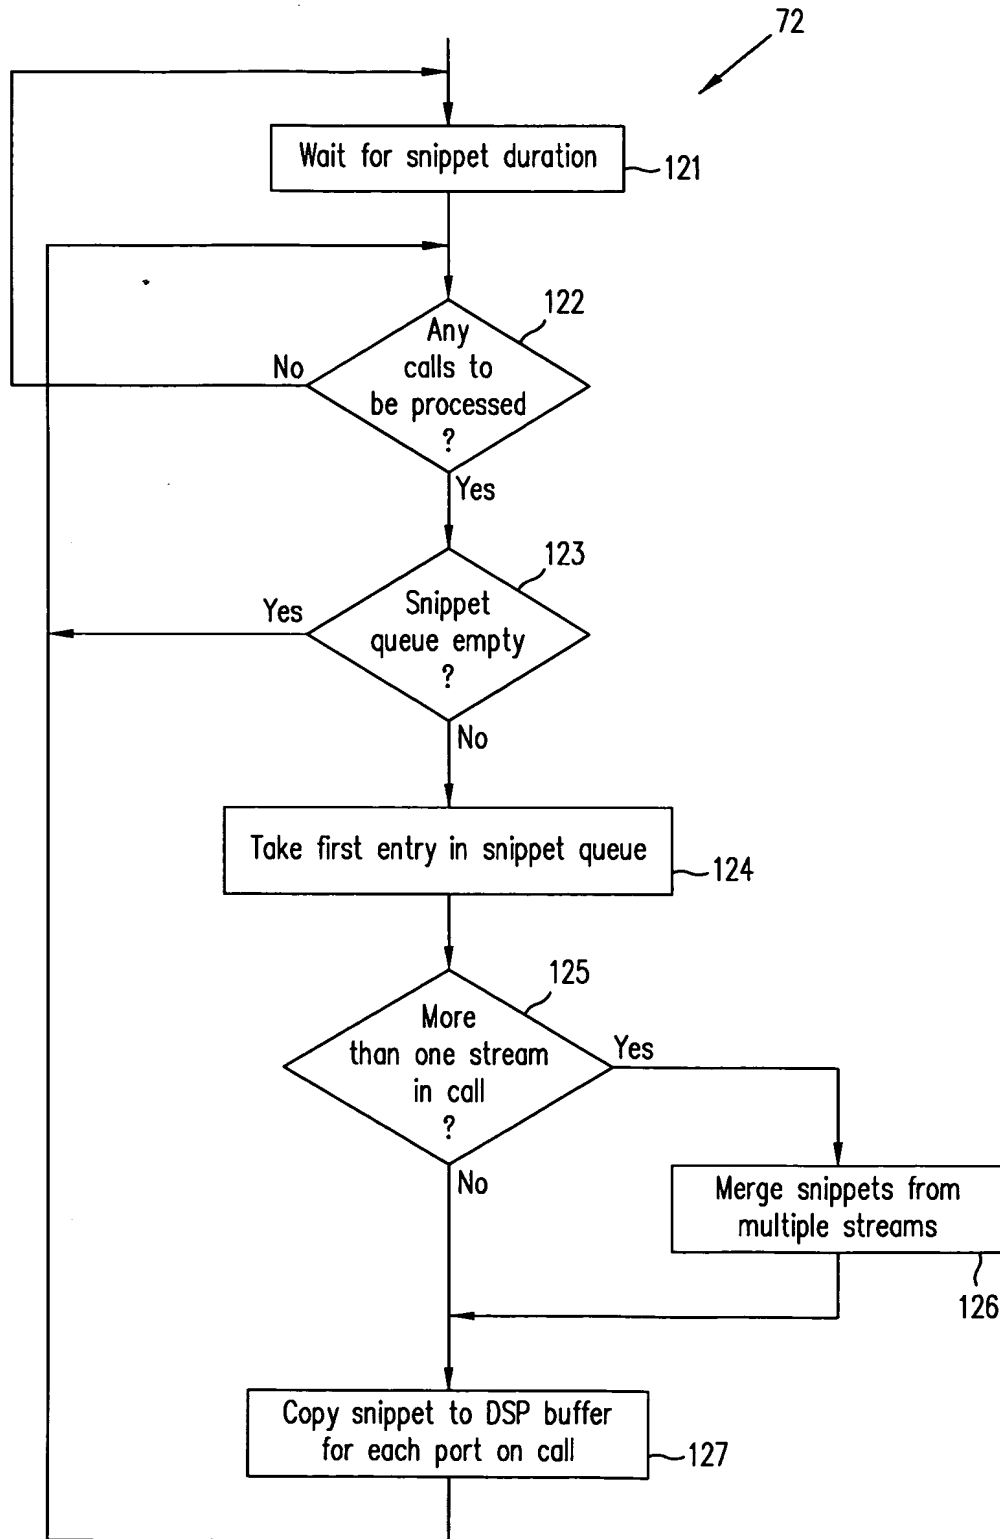 72
Wait for snippet duration
121
122
Any
calls to
be processed
?
No
Yes
123
Snippet
queue empty
?
Yes
No
Take first entry in snippet queue
124
125
More
than one stream
in call
?
Yes
No
Merge snippets from
multiple streams
126
Copy snippet to DSP buffer
for each port on call
127